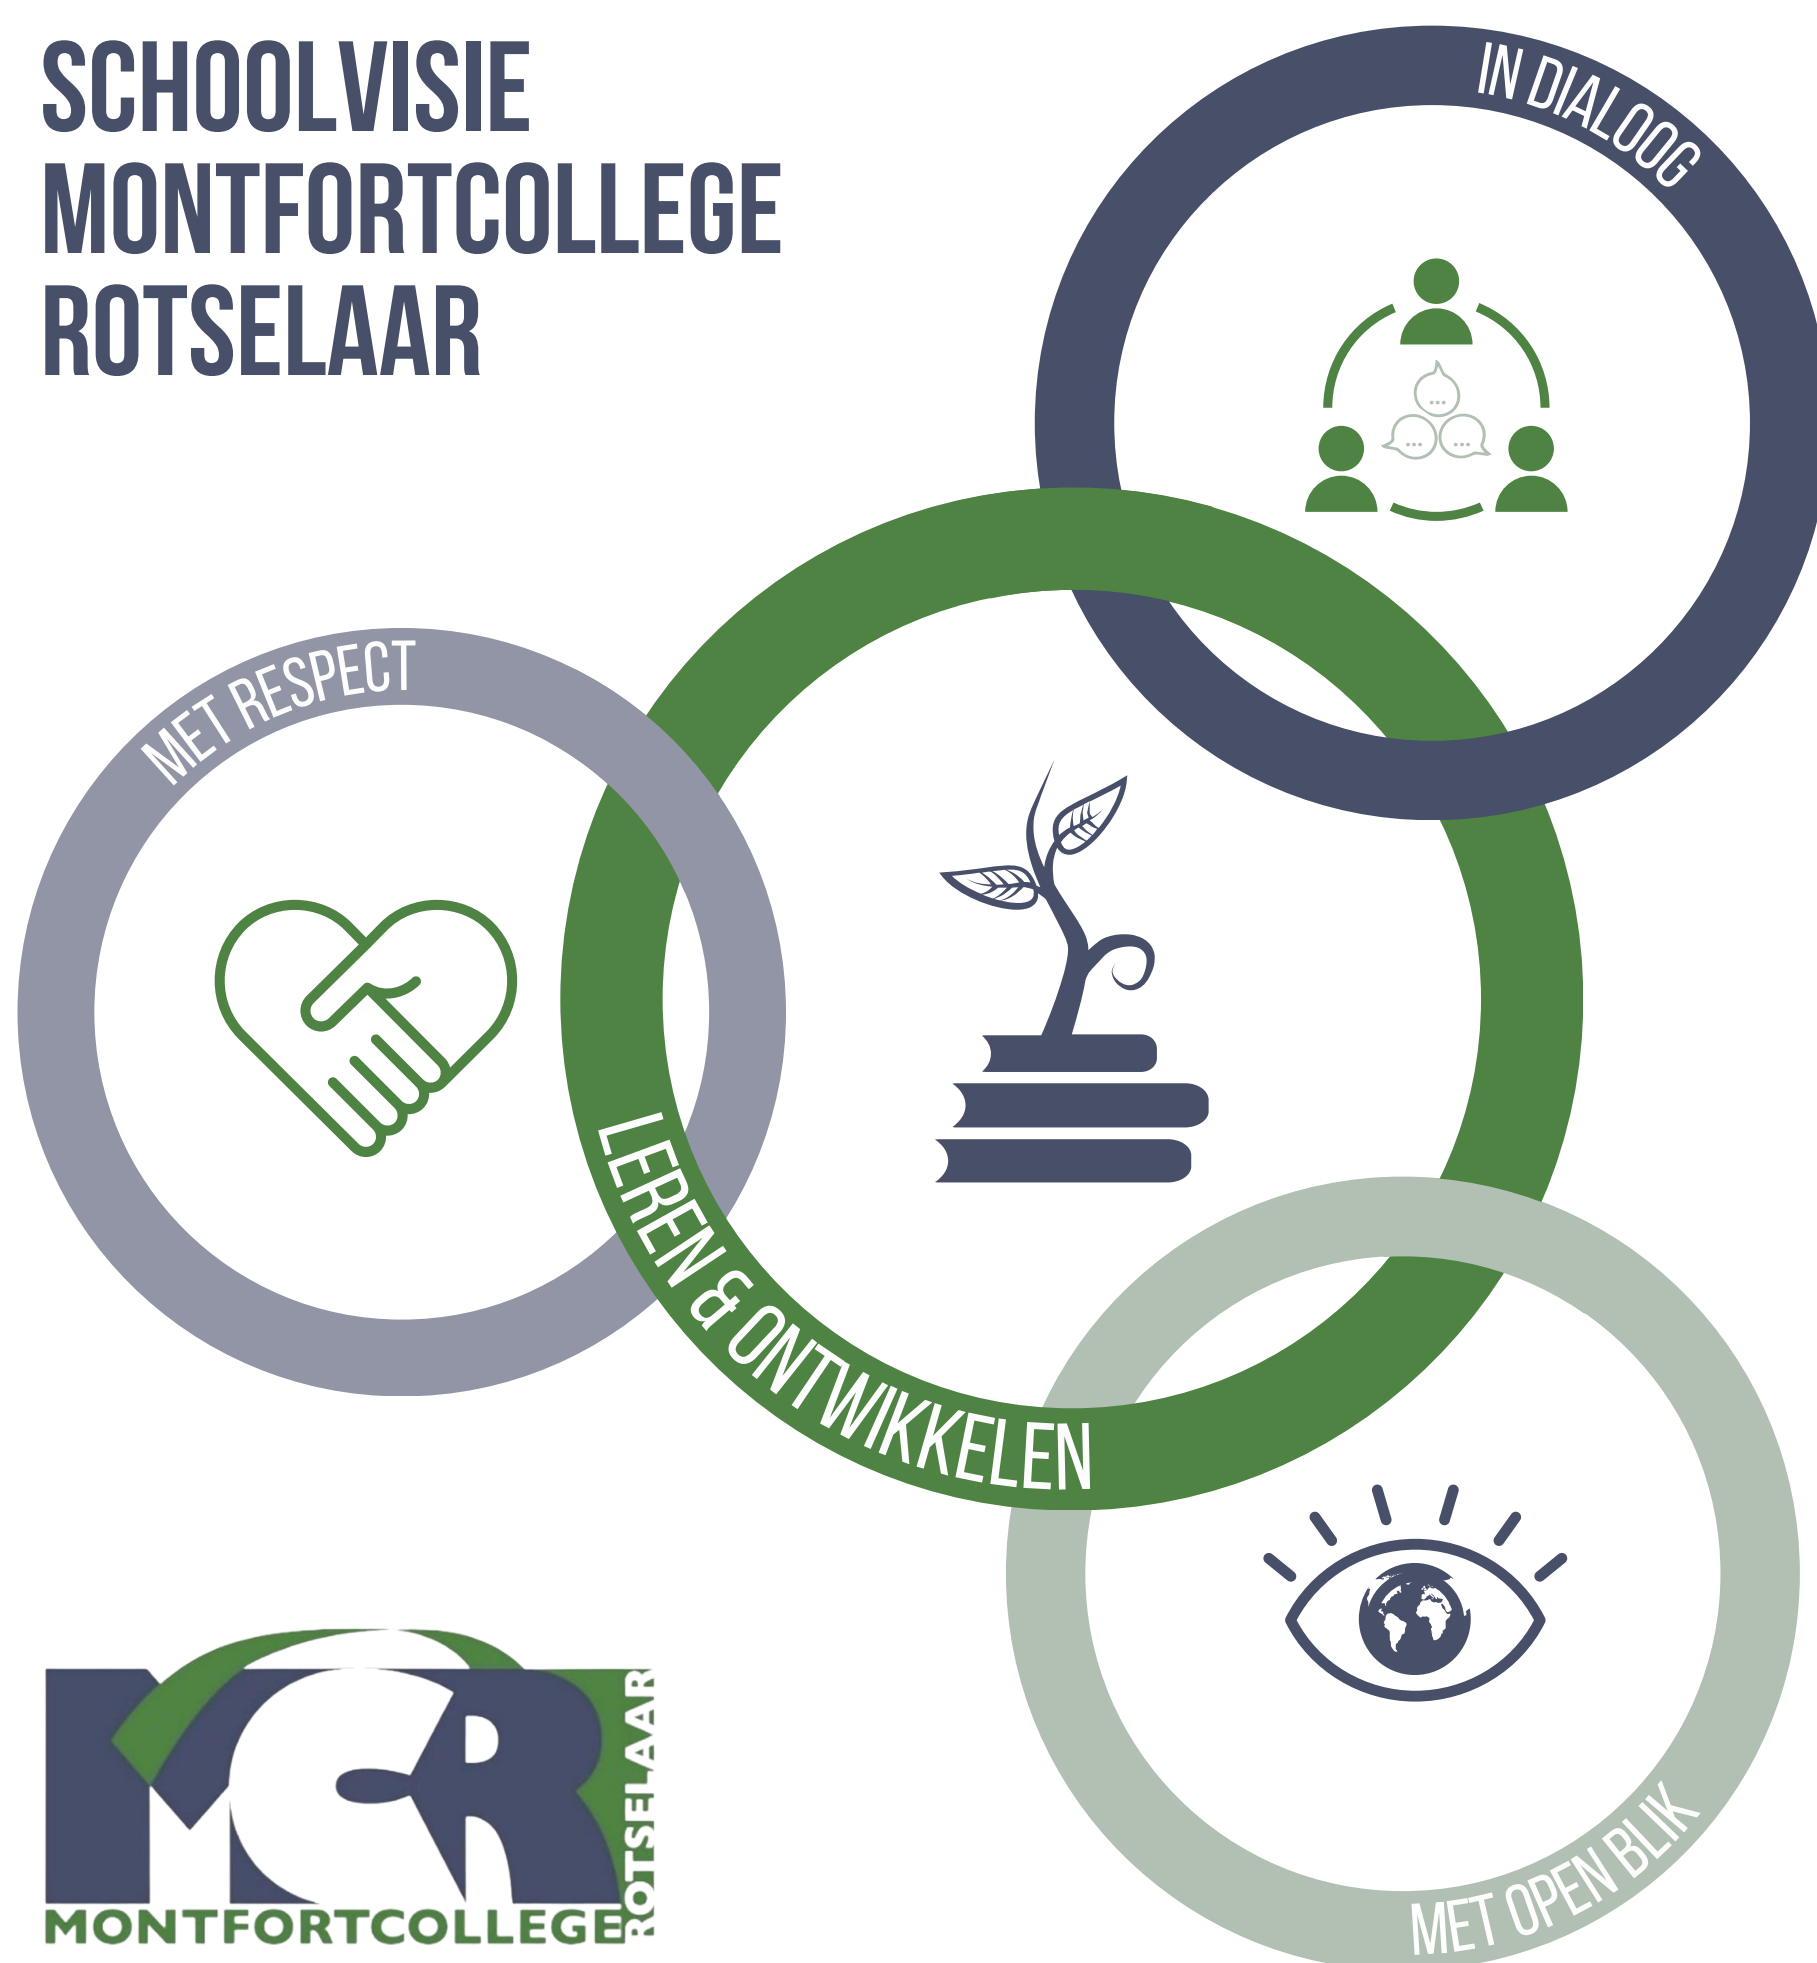 SCHOOLVISIE
MONTFORTCOLLEGE
ROTSELAAR
IN DIALOOG
MET RESPECT
LEREN & ONTWIKKELEN
MET OPEN BLIK
MCR
ROTSELAAR
MONTFORTCOLLEGE